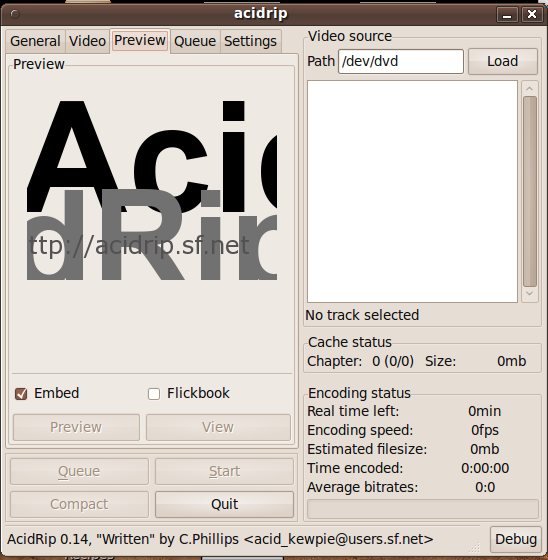 acidrip
General Video Preview Queue Settings
Preview
Aci
dRip
ttp://acidrip.sf.net
Embed Flickbook
Preview View
Queue Start
Compact Quit
Video source
Path /dev/dvd Load
No track selected
Cache status
Chapter: 0 (0/0) Size: 0mb
Encoding status
Real time left: 0min
Encoding speed: 0fps
Estimated filesize: 0mb
Time encoded: 0:00:00
Average bitrates: 0:0
AcidRip 0.14, "Written" by C.Phillips <acid_kewpie@users.sf.net> Debug